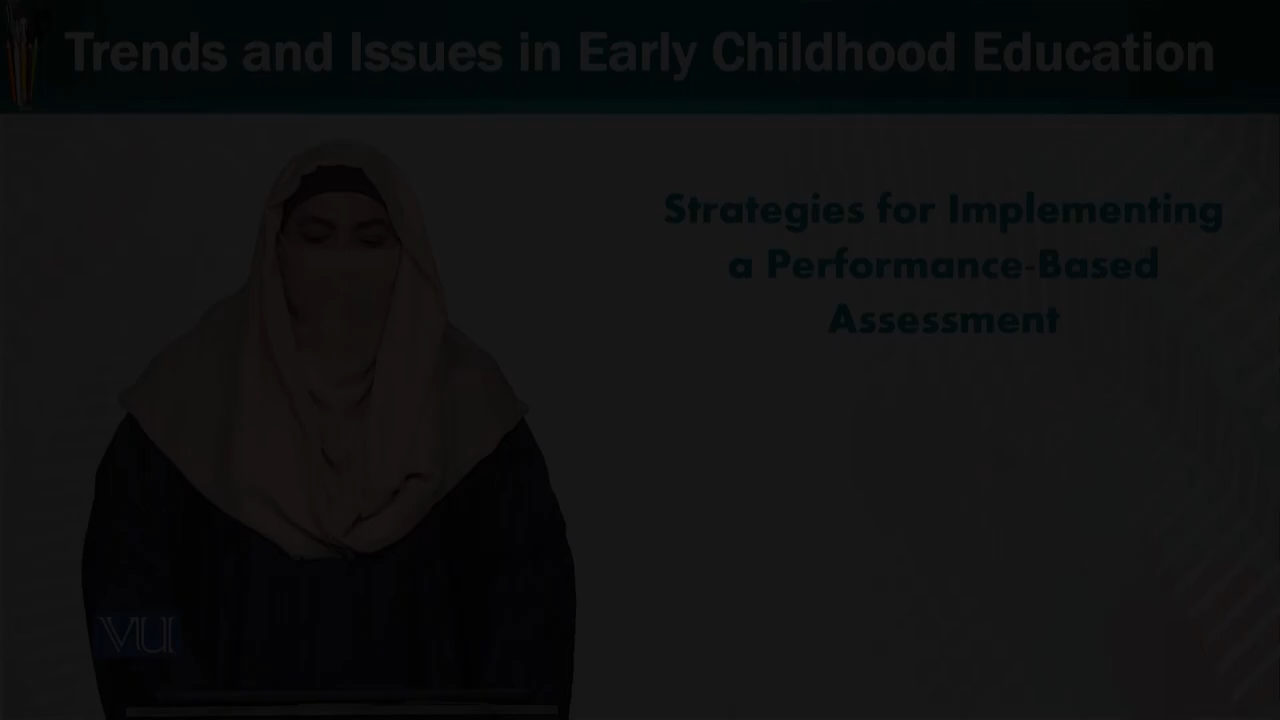 Trends and Issues in Early Childhood Education
Strategies for Implementing
a Performance-Based
Assessment
VU